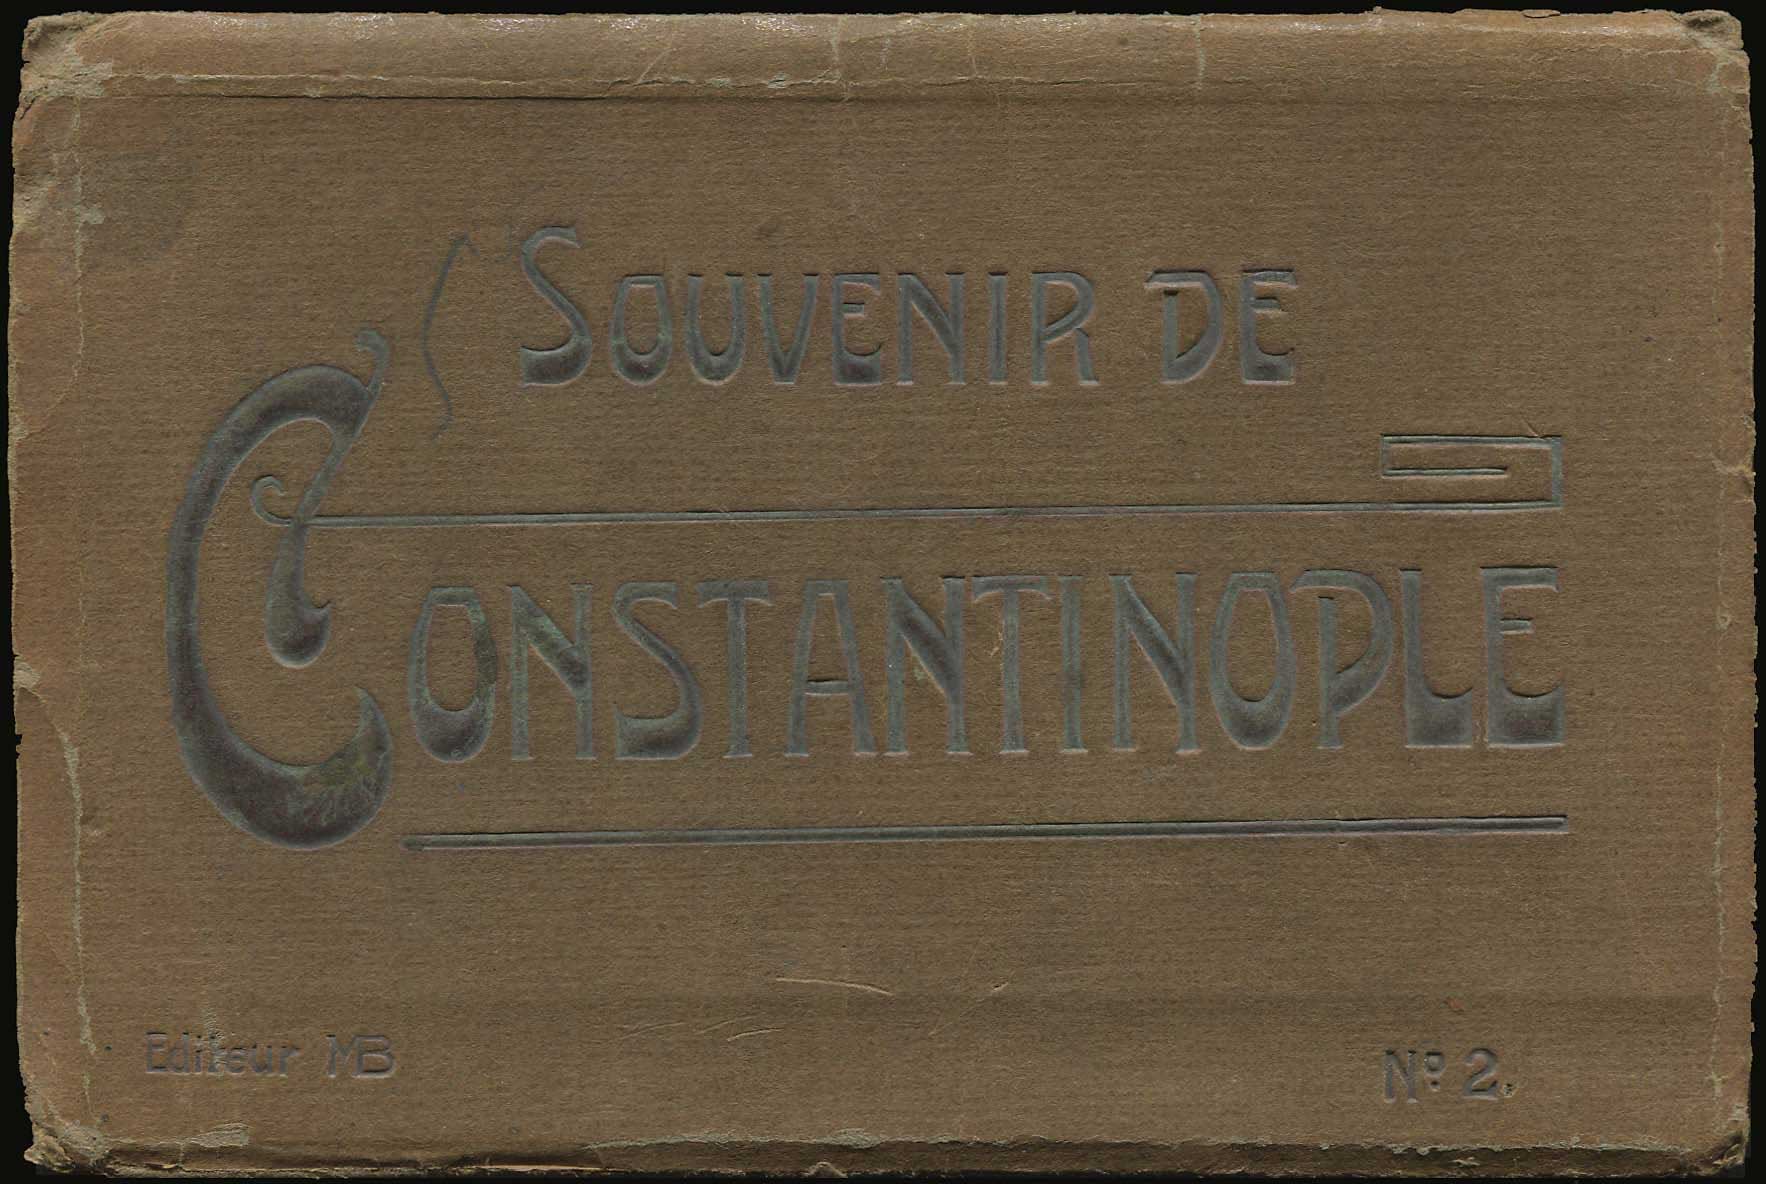 SOUVENIR DE
CONSTANTINOPLE
Editeur MB
Nº 2.